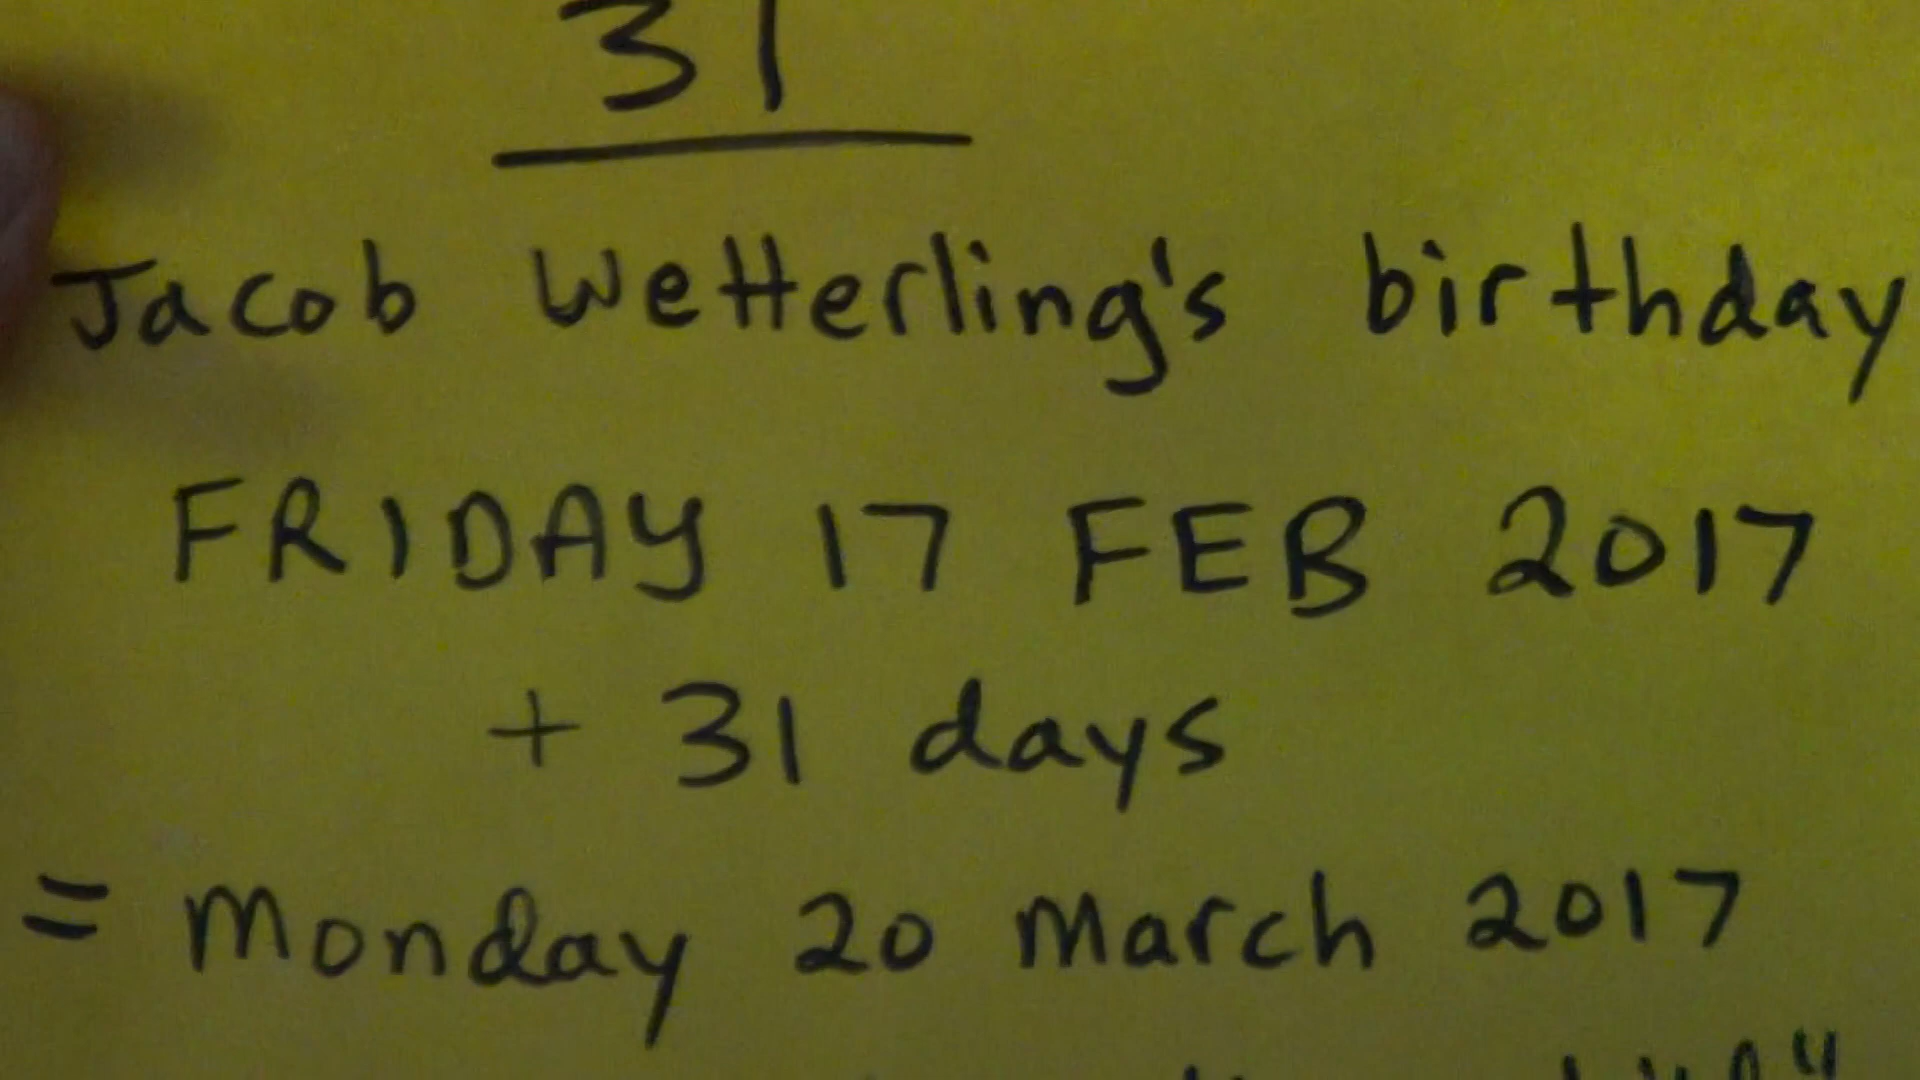 31
Jacob Wetterling's birthday
FRIDAY 17 FEB 2017
+ 31 days
= Monday 20 March 2017